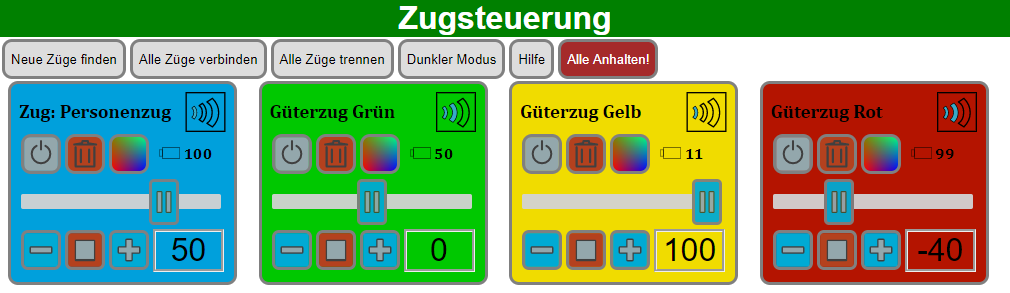 Zugsteuerung
Neue Züge finden Alle Züge verbinden Alle Züge trennen Dunkler Modus Hilfe Alle Anhalten!
Zug: Personenzug Güterzug Grün Güterzug Gelb Güterzug Rot
100 50 11 99
50 0 100 -40